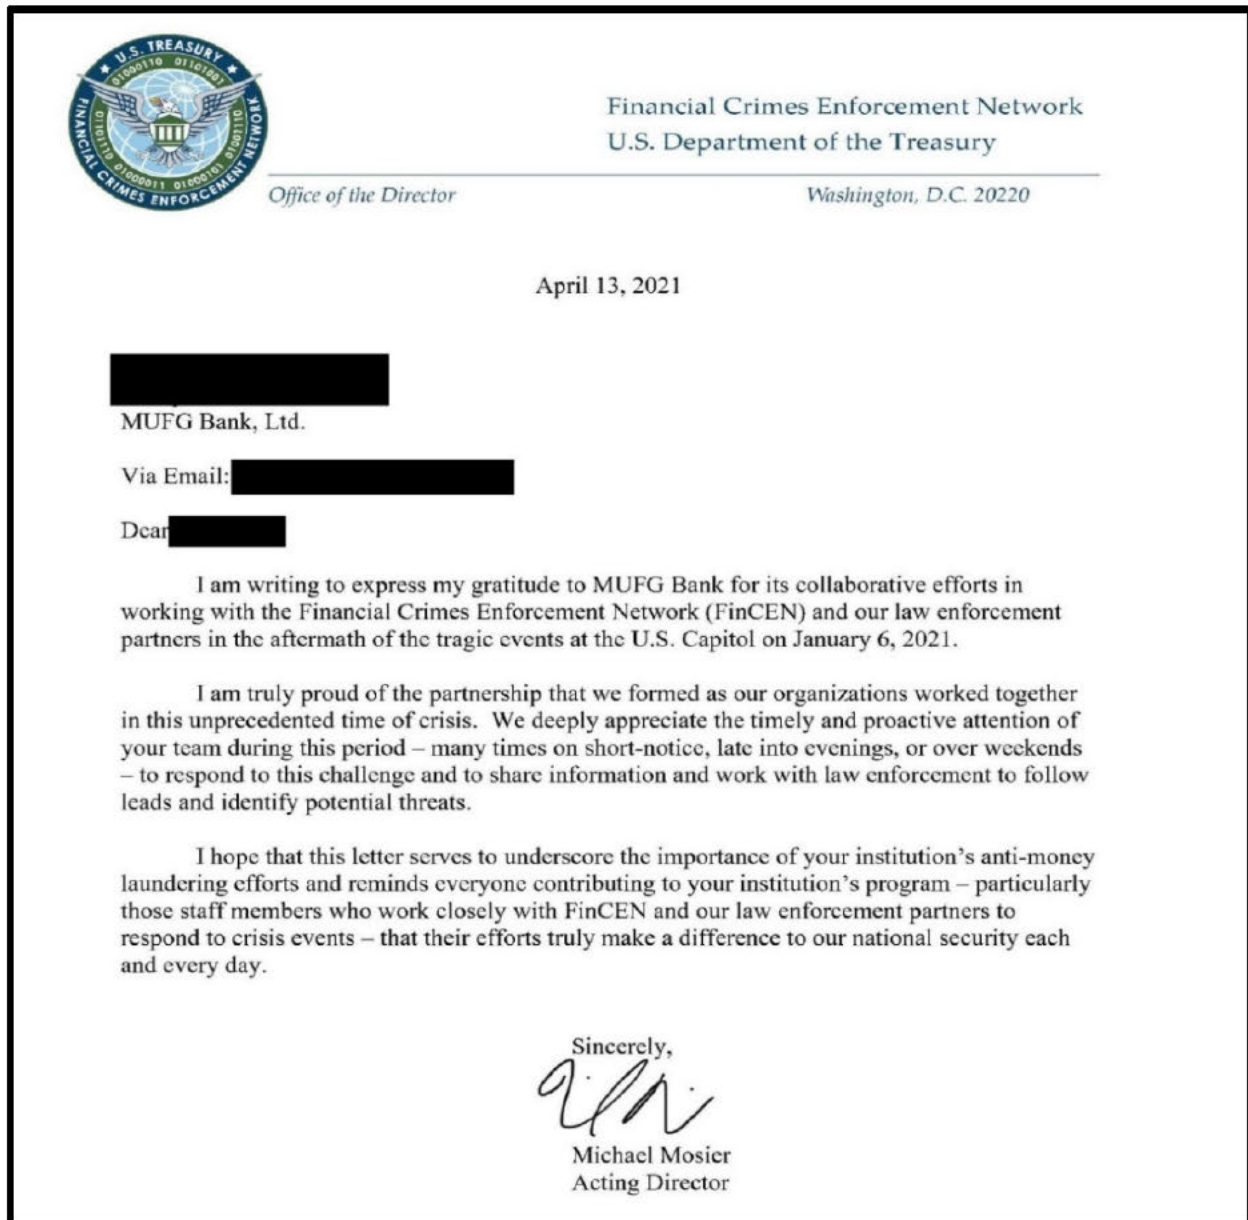 U.S. TREASURY
FINANCIAL CRIMES ENFORCEMENT NETWORK
Financial Crimes Enforcement Network
U.S. Department of the Treasury
Office of the Director
Washington, D.C. 20220
April 13, 2021
MUFG Bank, Ltd.
Via Email:
Dear
I am writing to express my gratitude to MUFG Bank for its collaborative efforts in
working with the Financial Crimes Enforcement Network (FinCEN) and our law enforcement
partners in the aftermath of the tragic events at the U.S. Capitol on January 6, 2021.
I am truly proud of the partnership that we formed as our organizations worked together
in this unprecedented time of crisis. We deeply appreciate the timely and proactive attention of
your team during this period – many times on short-notice, late into evenings, or over weekends
– to respond to this challenge and to share information and work with law enforcement to follow
leads and identify potential threats.
I hope that this letter serves to underscore the importance of your institution’s anti-money
laundering efforts and reminds everyone contributing to your institution’s program – particularly
those staff members who work closely with FinCEN and our law enforcement partners to
respond to crisis events – that their efforts truly make a difference to our national security each
and every day.
Sincerely,
Michael Mosier
Acting Director